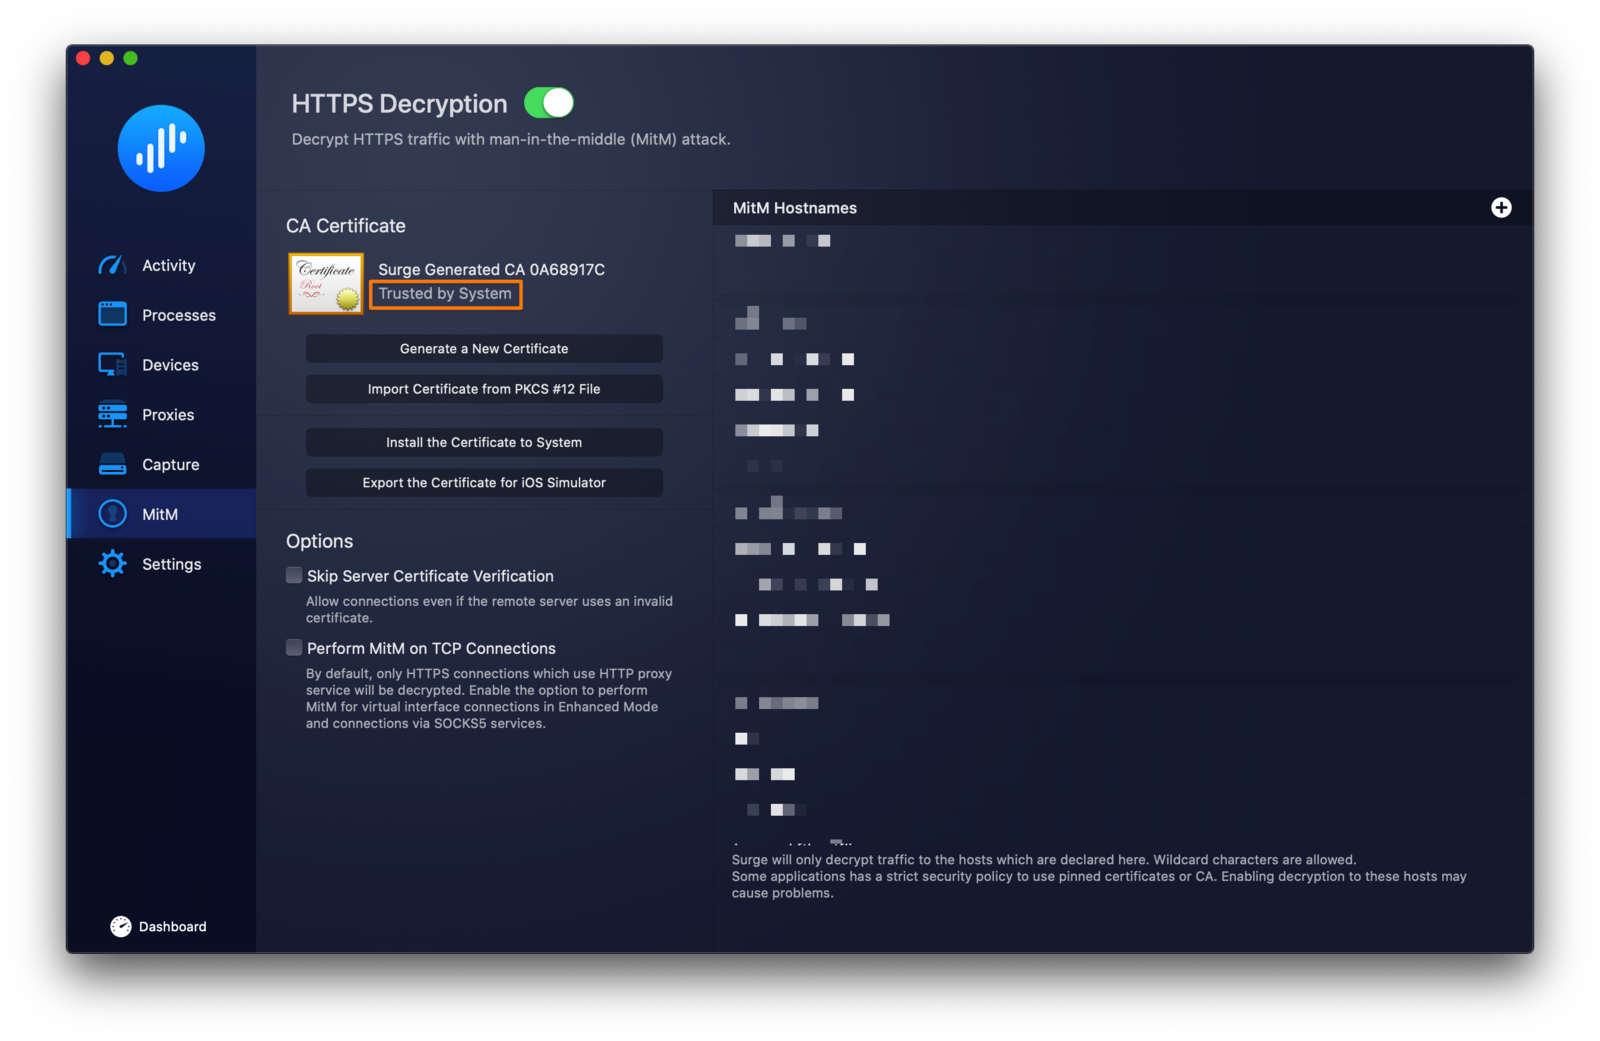 HTTPS Decryption
Decrypt HTTPS traffic with man-in-the-middle (MitM) attack.
Activity
Processes
Devices
Proxies
Capture
MitM
Settings
Dashboard
CA Certificate
Certificate
Root
Surge Generated CA 0A68917C
Trusted by System
Generate a New Certificate
Import Certificate from PKCS #12 File
Install the Certificate to System
Export the Certificate for iOS Simulator
Options
Skip Server Certificate Verification
Allow connections even if the remote server uses an invalid
certificate.
Perform MitM on TCP Connections
By default, only HTTPS connections which use HTTP proxy
service will be decrypted. Enable the option to perform
MitM for virtual interface connections in Enhanced Mode
and connections via SOCKS5 services.
MitM Hostnames
Surge will only decrypt traffic to the hosts which are declared here. Wildcard characters are allowed.
Some applications has a strict security policy to use pinned certificates or CA. Enabling decryption to these hosts may
cause problems.